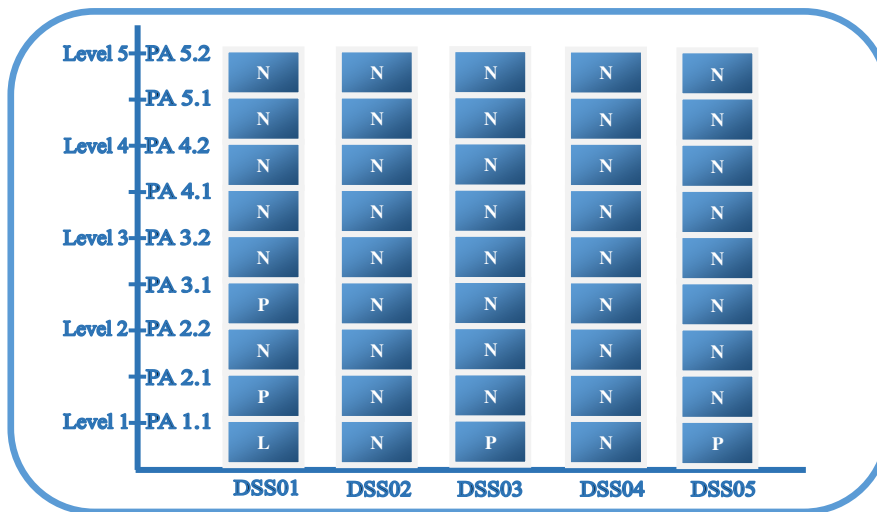 Level 5 PA 5.2 N N N N N
PA 5.1 N N N N N
Level 4 PA 4.2 N N N N N
PA 4.1 N N N N N
Level 3 PA 3.2 N N N N N
PA 3.1 P N N N N
Level 2 PA 2.2 N N N N N
PA 2.1 P N N N N
Level 1 PA 1.1 L N P N P
DSS01 DSS02 DSS03 DSS04 DSS05